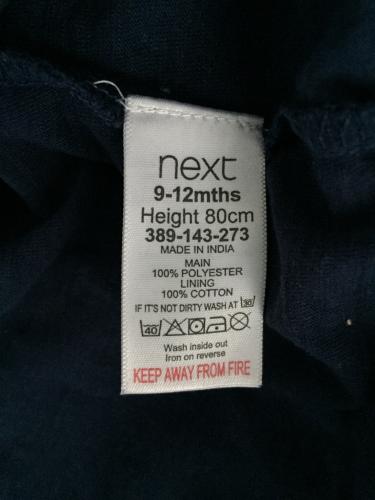 next
9-12mths
Height 80cm
389-143-273
MADE IN INDIA
MAIN
100% POLYESTER
LINING
100% COTTON
IF IT'S NOT DIRTY WASH AT 30
40
Wash inside out
Iron on reverse
KEEP AWAY FROM FIRE